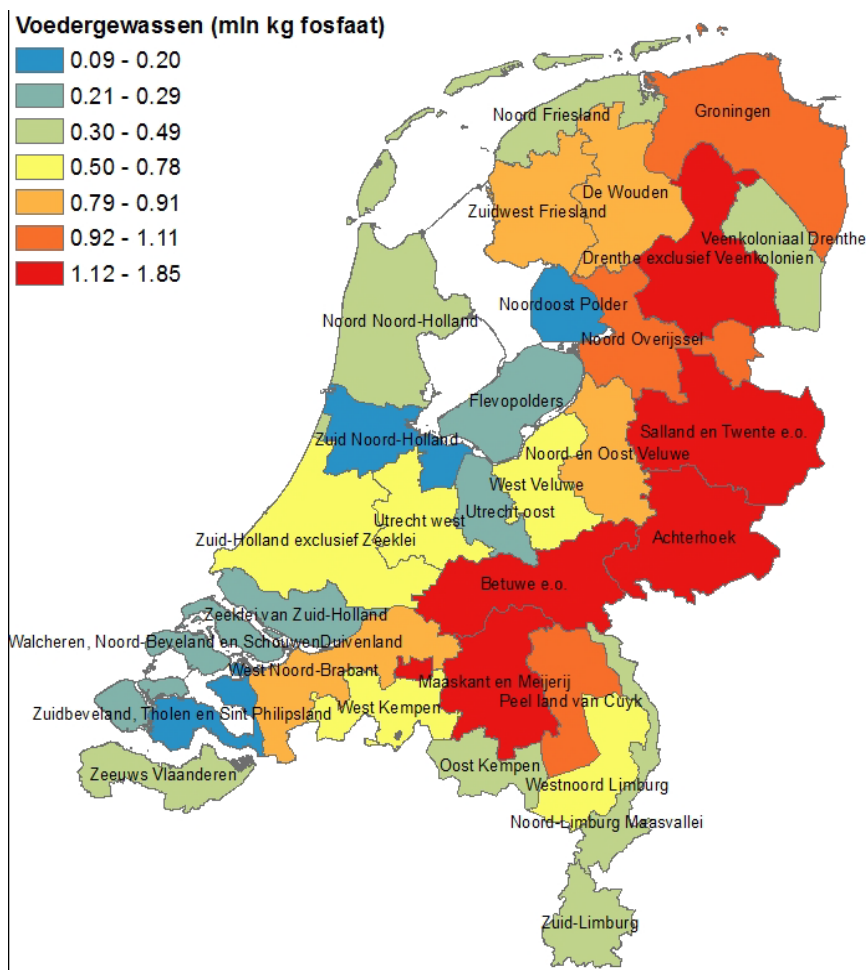 Voedergewassen (mln kg fosfaat)
0.09 - 0.20
0.21 - 0.29
0.30 - 0.49
0.50 - 0.78
0.79 - 0.91
0.92 - 1.11
1.12 - 1.85
Noord Friesland
Groningen
De Wouden
Zuidwest Friesland
Veenkoloniaal Drenthe
Drenthe exclusief Veenkolonien
Noordoost Polder
Noord Noord-Holland
Noord Overijssel
Flevopolders
Zuid Noord-Holland
Salland en Twente e.o.
Noord en Oost Veluwe
West Veluwe
Utrecht oost
Utrecht west
Zuid-Holland exclusief Zeeklei
Achterhoek
Betuwe e.o.
Zeeklei van Zuid-Holland
Walcheren, Noord-Beveland en SchouwenDuivenland
West Noord-Brabant
Maaskant en Meijerij
Peel land van Cuyk
West Kempen
Zuidbeveland, Tholen en Sint Philipsland
Oost Kempen
Zeeuws Vlaanderen
Westnoord Limburg
Noord-Limburg Maasvallei
Zuid-Limburg